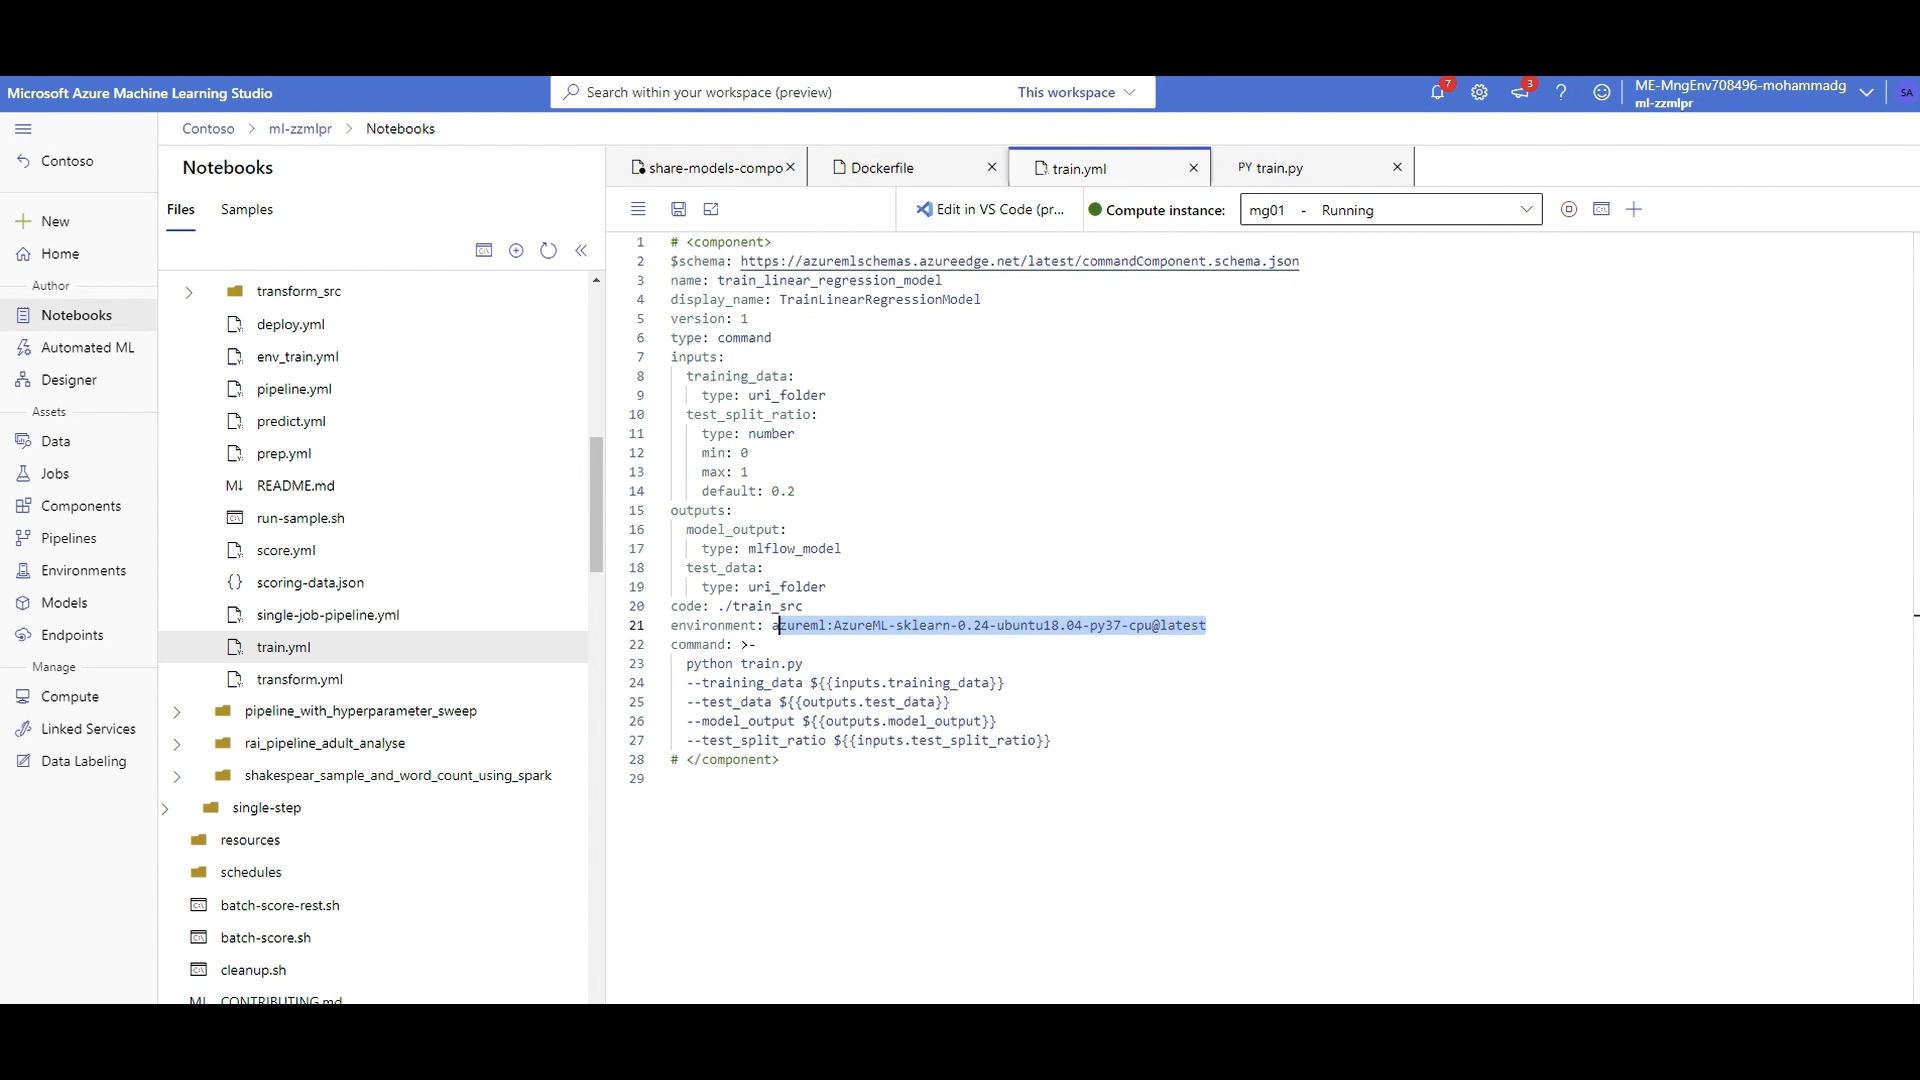 Microsoft Azure Machine Learning Studio
Search within your workspace (preview)
This workspace
7
3
?
ME-MngEnv708496-mohammadg
ml-zzmlpr
SA
Contoso
New
Home
Author
Notebooks
Automated ML
Designer
Assets
Data
Jobs
Components
Pipelines
Environments
Models
Endpoints
Manage
Compute
Linked Services
Data Labeling
Contoso > ml-zzmlpr > Notebooks
Notebooks
Files Samples
transform_src
deploy.yml
env_train.yml
pipeline.yml
predict.yml
prep.yml
README.md
run-sample.sh
score.yml
scoring-data.json
single-job-pipeline.yml
train.yml
transform.yml
pipeline_with_hyperparameter_sweep
rai_pipeline_adult_analyse
shakespear_sample_and_word_count_using_spark
single-step
resources
schedules
batch-score-rest.sh
batch-score.sh
cleanup.sh
CONTRIBUTING.md
share-models-compo
Dockerfile
train.yml
PY train.py
Edit in VS Code (pr...
Compute instance:
mg01 - Running
1 # <component>
2 $schema: https://azuremlschemas.azureedge.net/latest/commandComponent.schema.json
3 name: train_linear_regression_model
4 display_name: TrainLinearRegressionModel
5 version: 1
6 type: command
7 inputs:
8 training_data:
9 type: uri_folder
10 test_split_ratio:
11 type: number
12 min: 0
13 max: 1
14 default: 0.2
15 outputs:
16 model_output:
17 type: mlflow_model
18 test_data:
19 type: uri_folder
20 code: ./train_src
21 environment: azureml:AzureML-sklearn-0.24-ubuntu18.04-py37-cpu@latest
22 command: >-
23 python train.py
24 --training_data ${{inputs.training_data}}
25 --test_data ${{outputs.test_data}}
26 --model_output ${{outputs.model_output}}
27 --test_split_ratio ${{inputs.test_split_ratio}}
28 # </component>
29